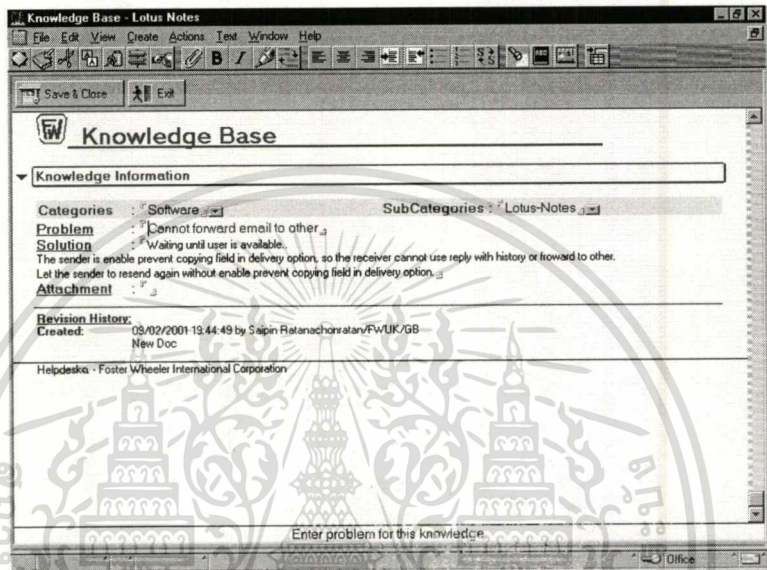 Knowledge Base - Lotus Notes
File Edit View Create Actions Text Window Help
Save & Close Exit
FW Knowledge Base
Knowledge Information
Categories : Software SubCategories : Lotus-Notes
Problem : Cannot forward email to other
Solution : Waiting until user is available..
The sender is enable prevent copying field in delivery option, so the receiver cannot use reply with history or froward to other.
Let the sender to resend again without enable prevent copying field in delivery option.
Attachment :
Revision History:
Created: 09/02/2001 19:44:49 by Saipin Ratanachonratan/FWUK/GB
New Doc
Helpdesk - Foster Wheeler International Corporation
Enter problem for this knowledge
Office